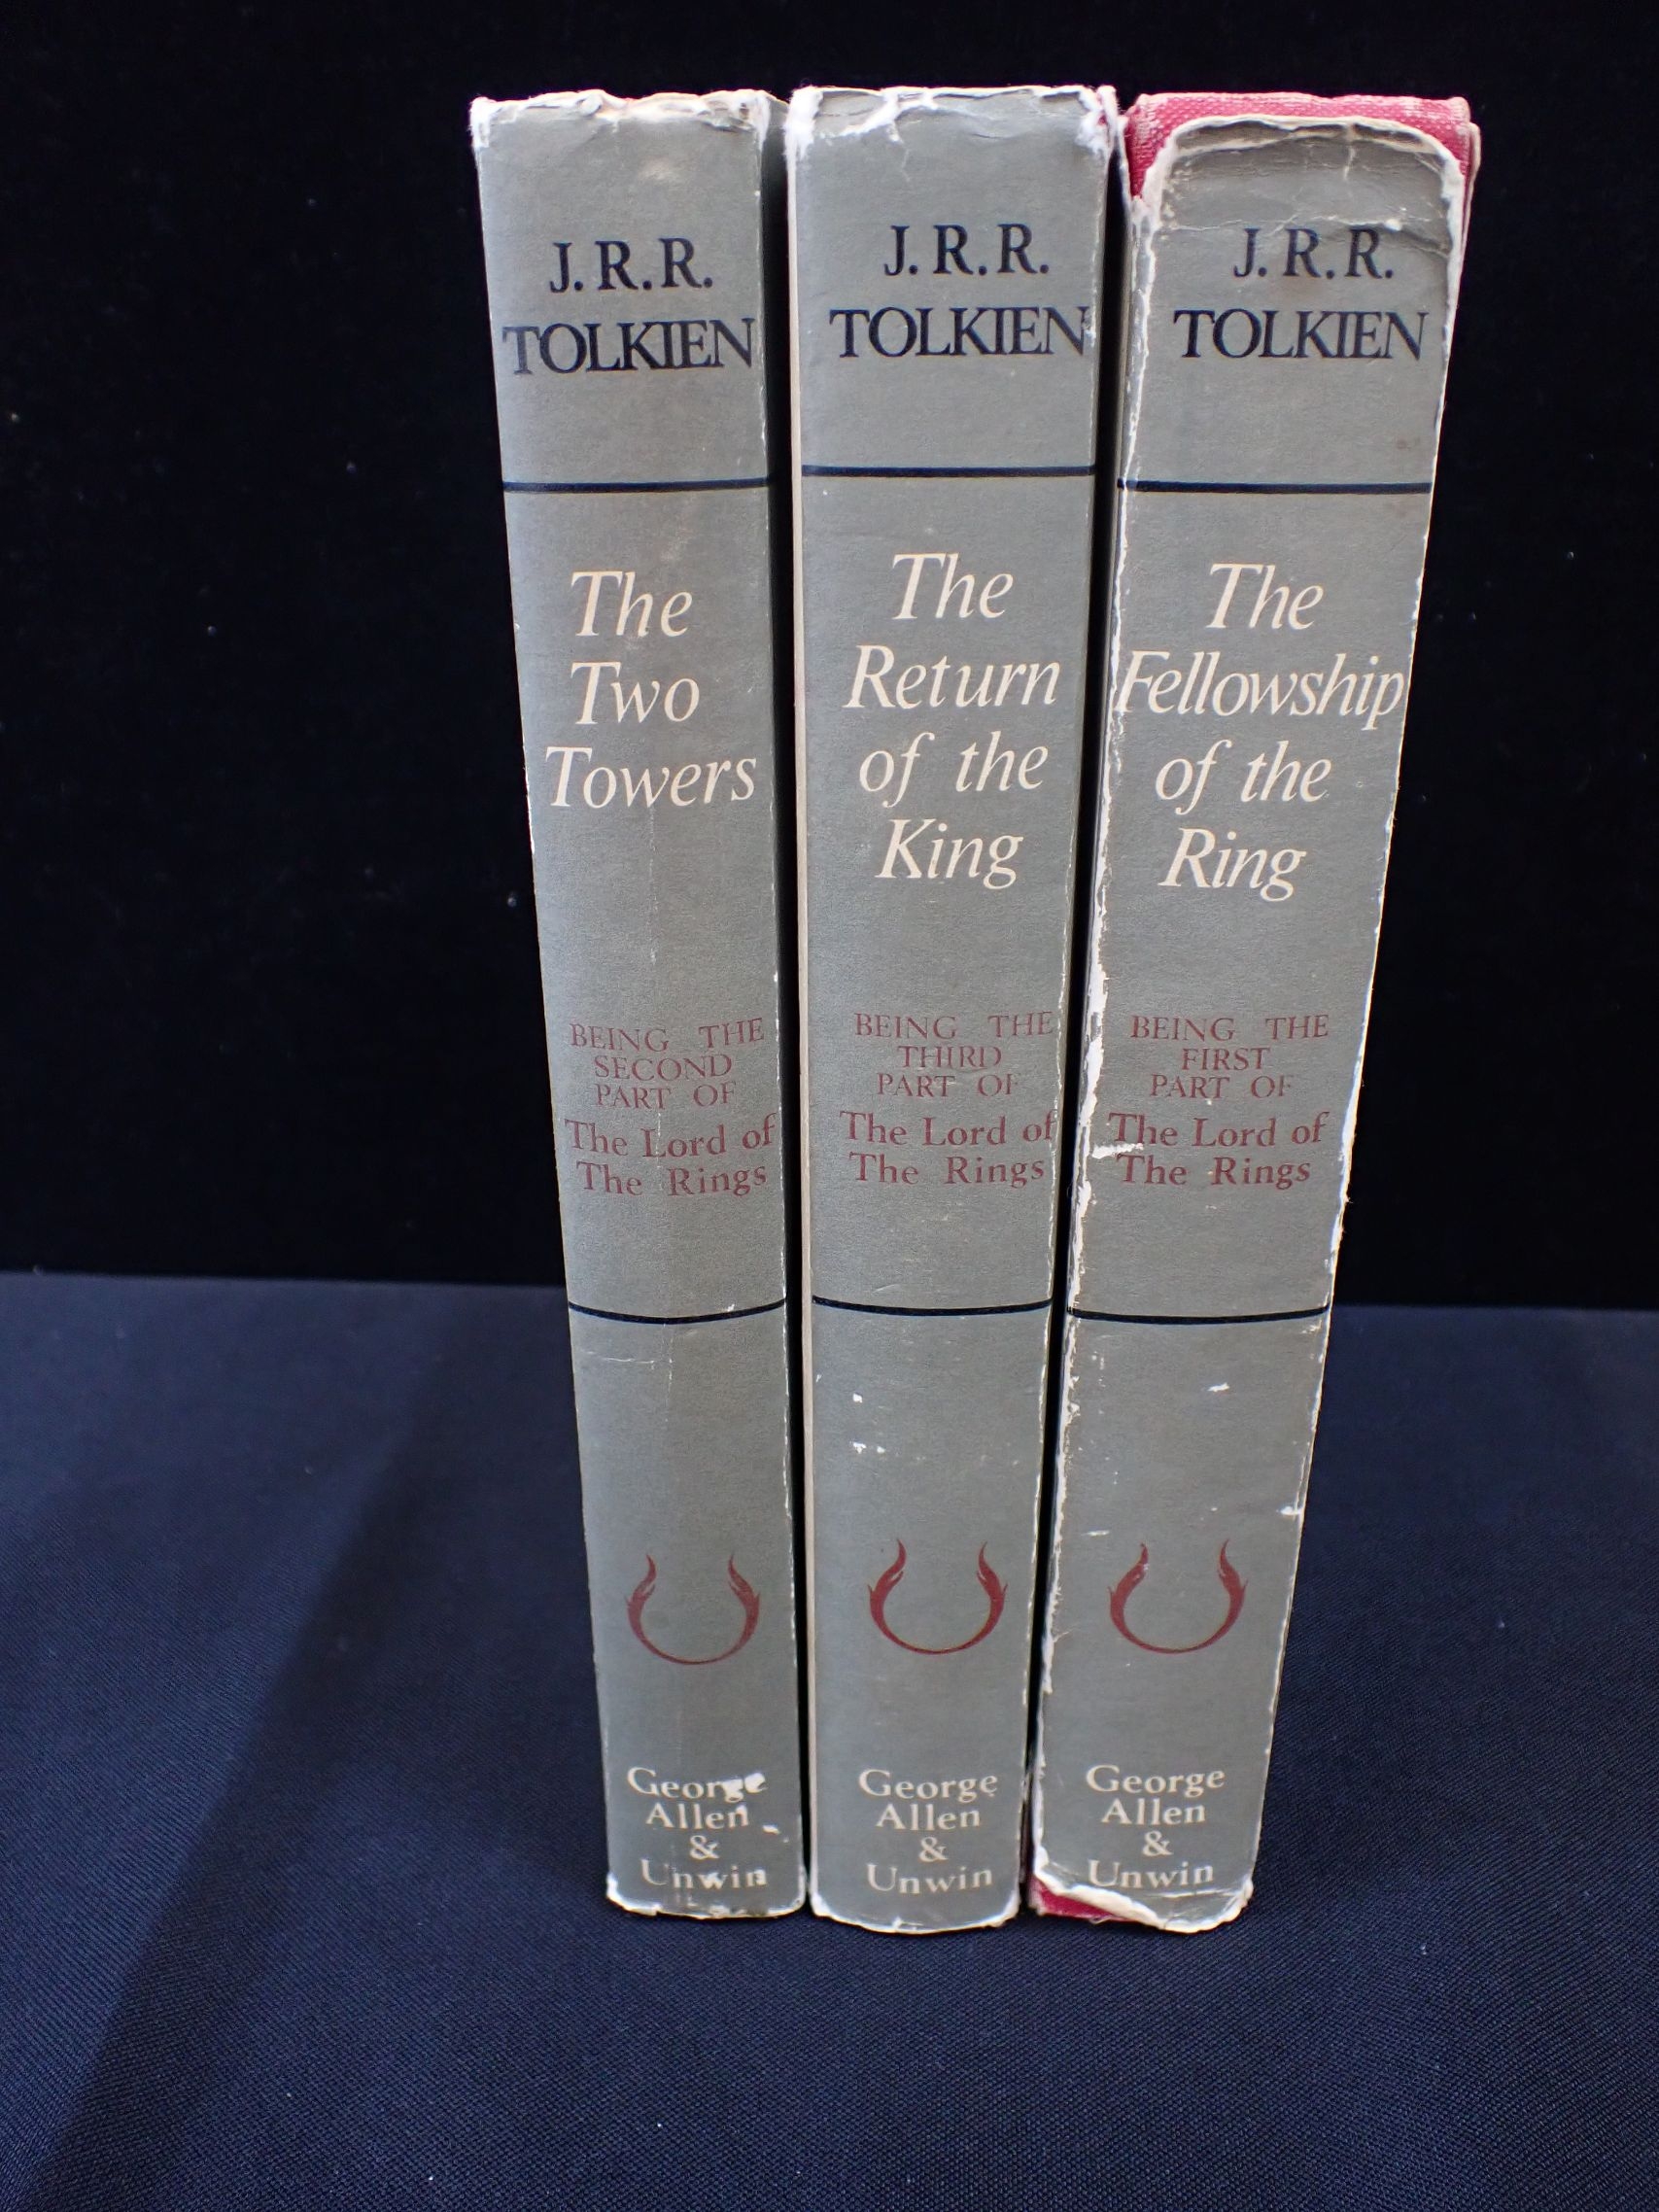 J. R. R.
TOLKIEN
The
Two
Towers
BEING THE
SECOND
PART OF
The Lord of
The Rings
George
Allen
&
Unwin
J. R. R.
TOLKIEN
The
Return
of the
King
BEING THE
THIRD
PART OF
The Lord of
The Rings
George
Allen
&
Unwin
J. R. R.
TOLKIEN
The
Fellowship
of the
Ring
BEING THE
FIRST
PART OF
The Lord of
The Rings
George
Allen
&
Unwin